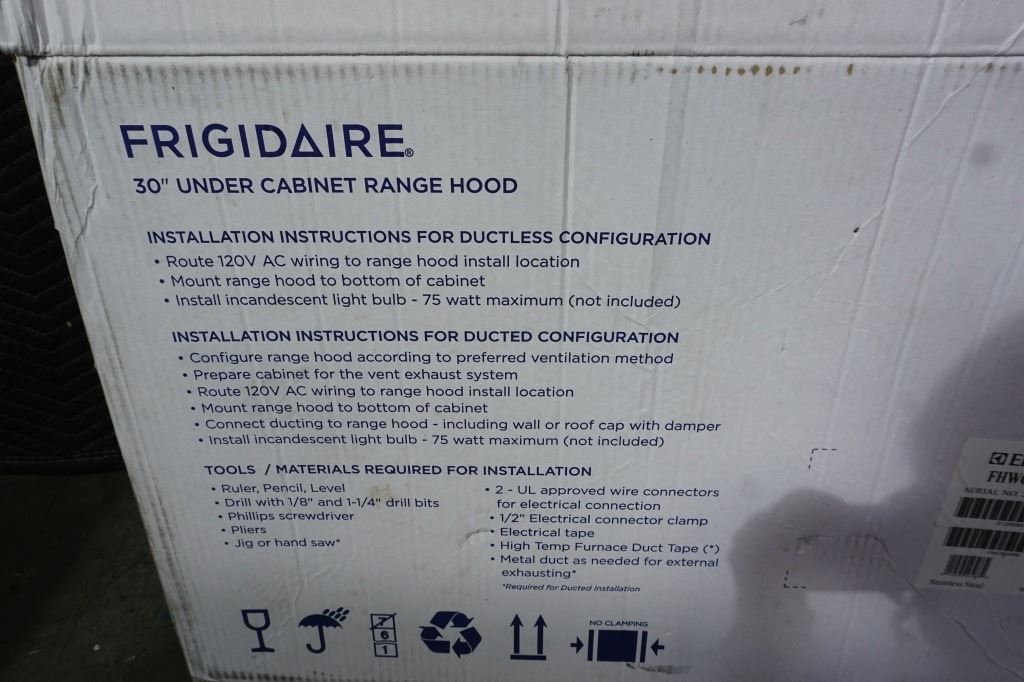 FRIGIDAIRE®
30" UNDER CABINET RANGE HOOD
INSTALLATION INSTRUCTIONS FOR DUCTLESS CONFIGURATION
• Route 120V AC wiring to range hood install location
• Mount range hood to bottom of cabinet
• Install incandescent light bulb - 75 watt maximum (not included)
INSTALLATION INSTRUCTIONS FOR DUCTED CONFIGURATION
• Configure range hood according to preferred ventilation method
• Prepare cabinet for the vent exhaust system
• Route 120V AC wiring to range hood install location
• Mount range hood to bottom of cabinet
• Connect ducting to range hood - including wall or roof cap with damper
• Install incandescent light bulb - 75 watt maximum (not included)
TOOLS / MATERIALS REQUIRED FOR INSTALLATION
• Ruler, Pencil, Level
• Drill with 1/8" and 1-1/4" drill bits
• Phillips screwdriver
• Pliers
• Jig or hand saw*
• 2 - UL approved wire connectors
for electrical connection
• 1/2" Electrical connector clamp
• Electrical tape
• High Temp Furnace Duct Tape (*)
• Metal duct as needed for external
exhausting*
*Required for Ducted Installation
7
6
1
NO CLAMPING
SERIAL NO.
Stainless Steel